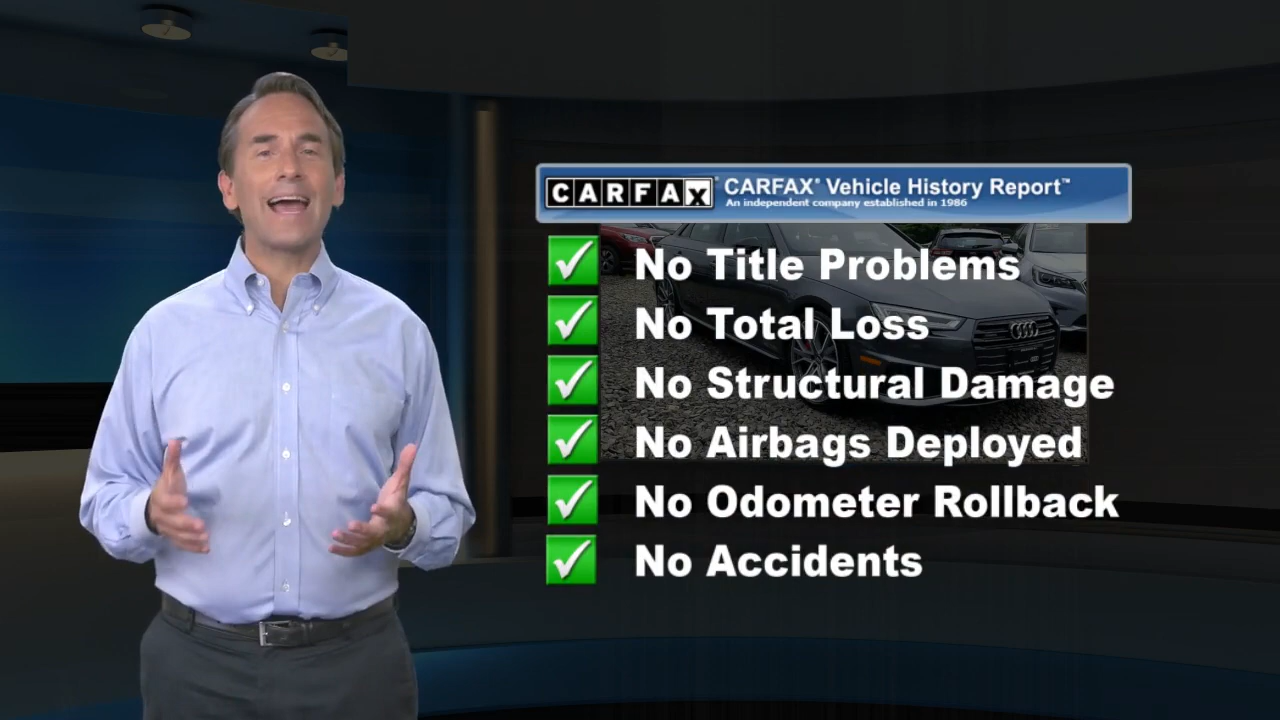 CARFAX® CARFAX® Vehicle History Report™
An independent company established in 1986
No Title Problems
No Total Loss
No Structural Damage
No Airbags Deployed
No Odometer Rollback
No Accidents